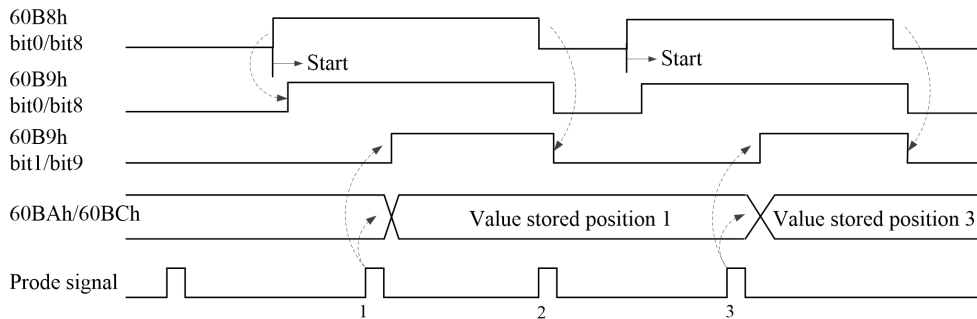 60B8h
bit0/bit8
Start
Start
60B9h
bit0/bit8
60B9h
bit1/bit9
60BAh/60BCh
Value stored position 1
Value stored position 3
Prode signal
1
2
3